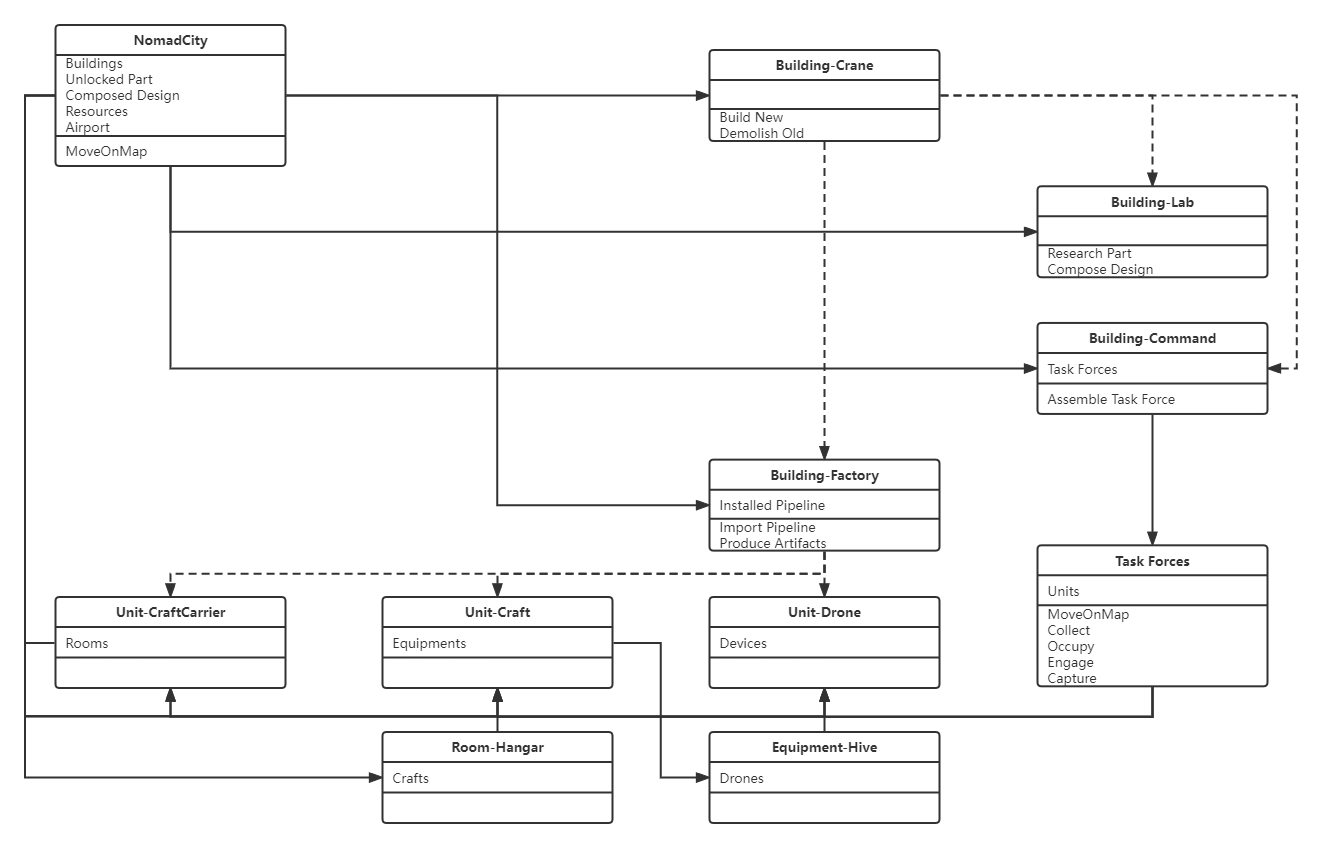 NomadCity
Buildings
Unlocked Part
Composed Design
Resources
Airport
MoveOnMap
Building-Crane
Build New
Demolish Old
Building-Lab
Research Part
Compose Design
Building-Command
Task Forces
Assemble Task Force
Building-Factory
Installed Pipeline
Import Pipeline
Produce Artifacts
Task Forces
Units
MoveOnMap
Collect
Occupy
Engage
Capture
Unit-CraftCarrier
Rooms
Unit-Craft
Equipments
Unit-Drone
Devices
Room-Hangar
Crafts
Equipment-Hive
Drones